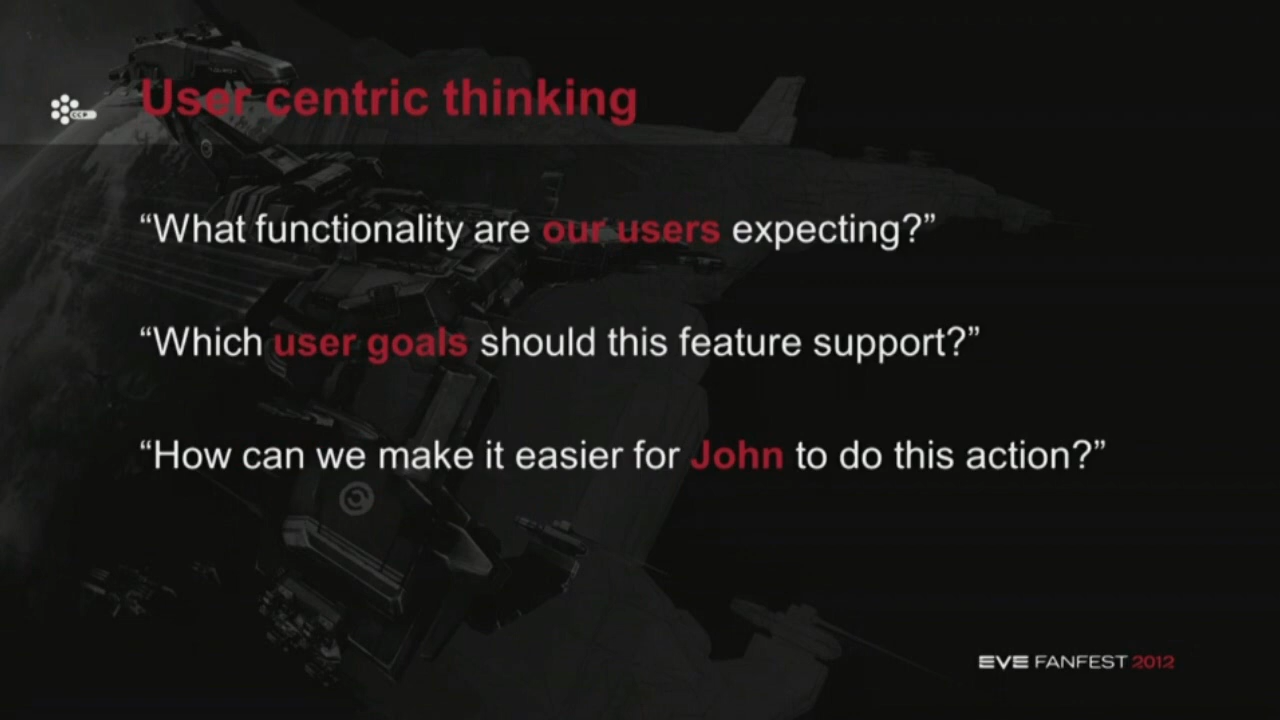 User centric thinking
CCP
“What functionality are our users expecting?”
“Which user goals should this feature support?”
“How can we make it easier for John to do this action?”
EVE FANFEST 2012